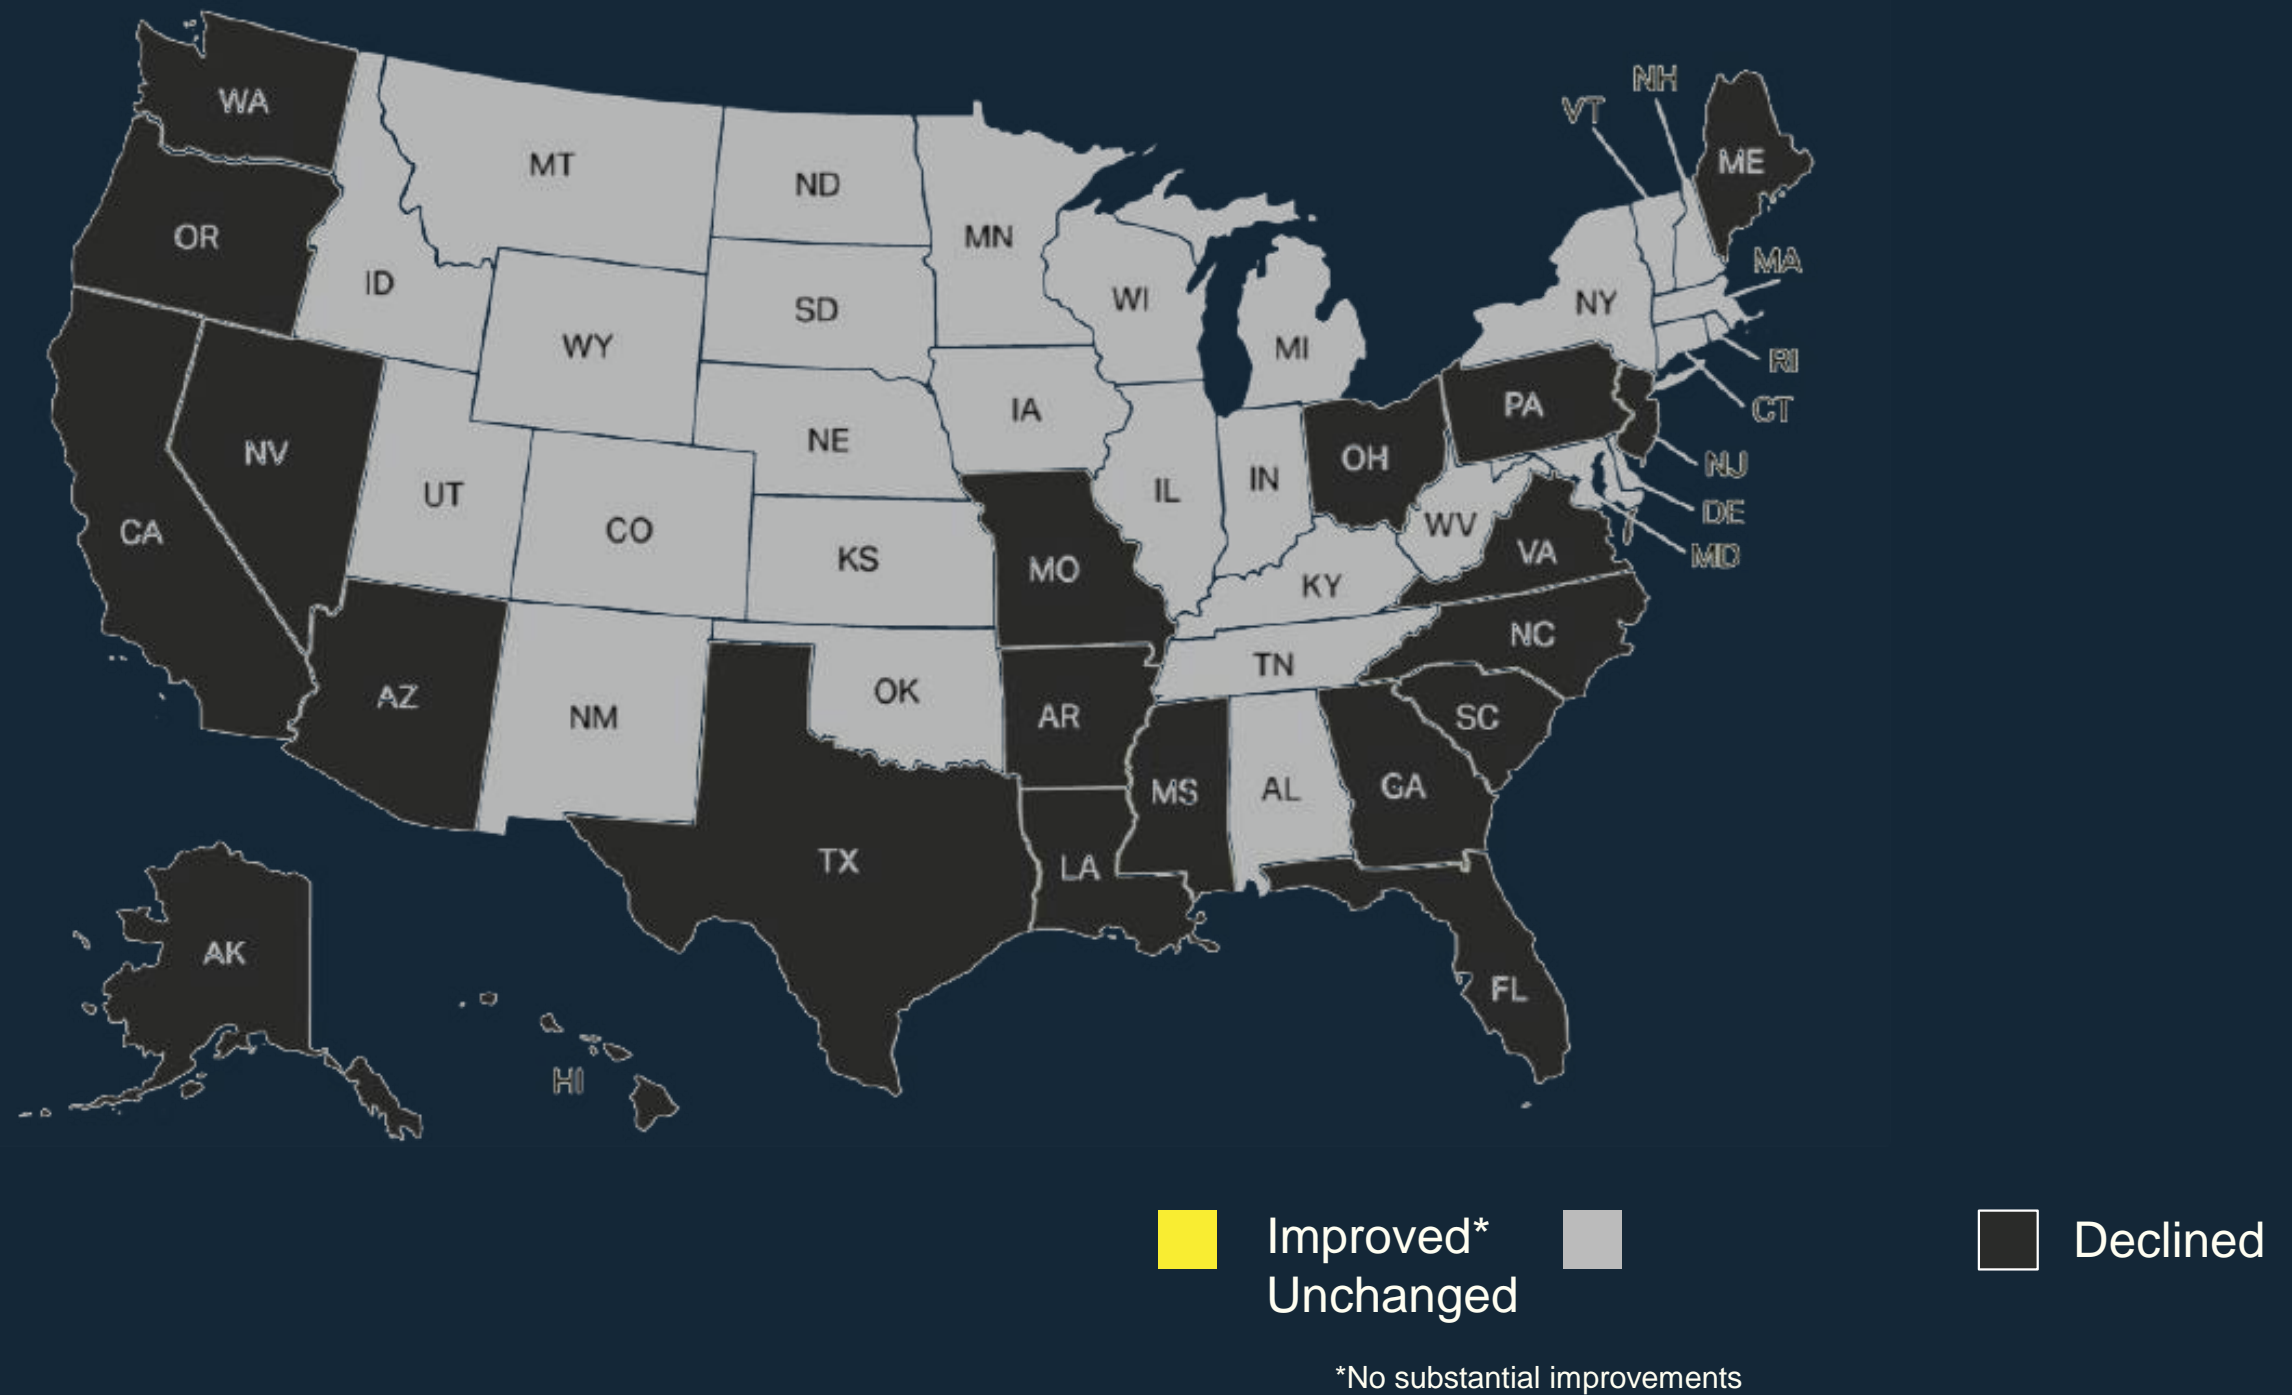 NH
VT
WA
ME
MT
ND
OR
MN
MA
ID
WI
NY
SD
WY
MI
RI
IA
PA
CT
NE
NV
OH
NJ
UT
IN
IL
DE
CA
CO
WV
KS
VA
MD
MO
KY
NC
TN
AZ
OK
NM
AR
SC
MS
AL
GA
TX
LA
AK
FL
HI
Improved*
Unchanged
Declined
*No substantial improvements